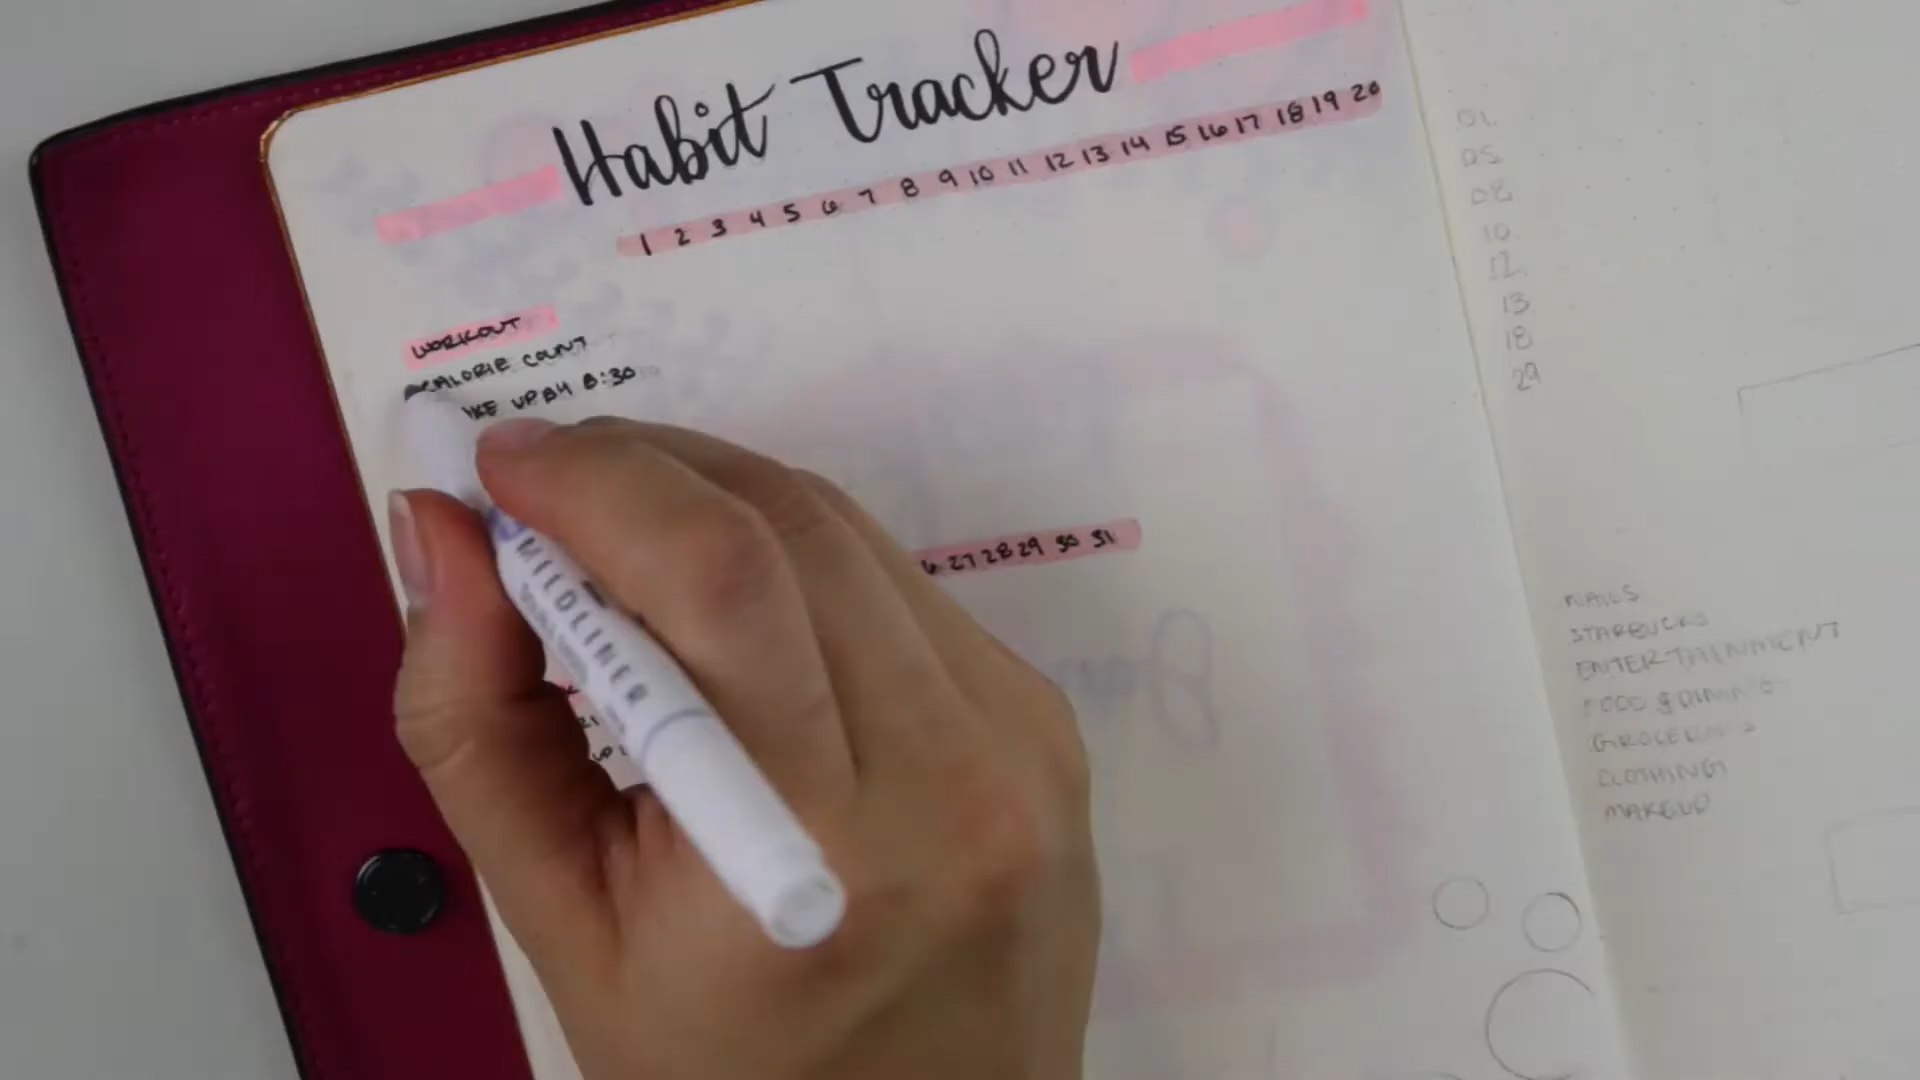 Habit Tracker
1 2 3 4 5 6 7 8 9 10 11 12 13 14 15 16 17 18 19 20
WORKOUT
CALORIE COUNT
UP BY 8:30
27 28 29 30 31
MILDLINER
01.
05.
08.
10.
12.
13
18
29
NAILS
STARBUCKS
ENTERTAINMENT
FOOD & DINING
GROCERIES
CLOTHING
MAKEUP